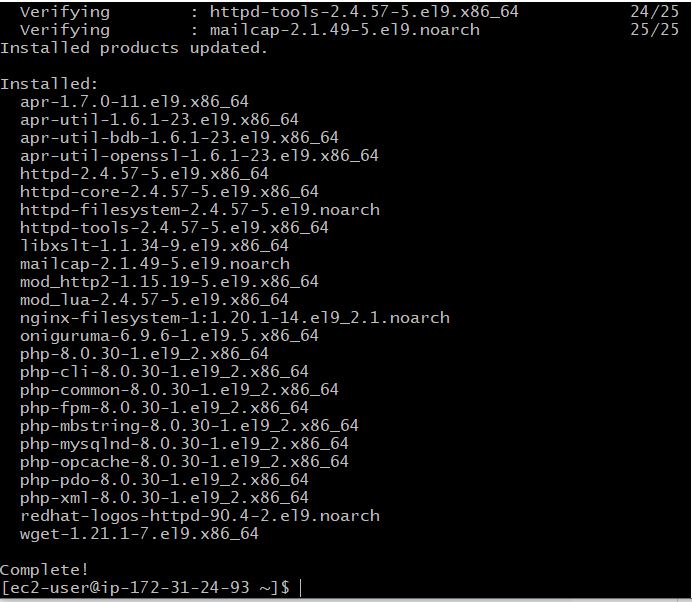 Verifying        : httpd-tools-2.4.57-5.el9.x86_64           24/25
Verifying        : mailcap-2.1.49-5.el9.noarch               25/25
Installed products updated.

Installed:
  apr-1.7.0-11.el9.x86_64
  apr-util-1.6.1-23.el9.x86_64
  apr-util-bdb-1.6.1-23.el9.x86_64
  apr-util-openssl-1.6.1-23.el9.x86_64
  httpd-2.4.57-5.el9.x86_64
  httpd-core-2.4.57-5.el9.x86_64
  httpd-filesystem-2.4.57-5.el9.noarch
  httpd-tools-2.4.57-5.el9.x86_64
  libxslt-1.1.34-9.el9.x86_64
  mailcap-2.1.49-5.el9.noarch
  mod_http2-1.15.19-5.el9.x86_64
  mod_lua-2.4.57-5.el9.x86_64
  nginx-filesystem-1:1.20.1-14.el9_2.1.noarch
  oniguruma-6.9.6-1.el9.5.x86_64
  php-8.0.30-1.el9_2.x86_64
  php-cli-8.0.30-1.el9_2.x86_64
  php-common-8.0.30-1.el9_2.x86_64
  php-fpm-8.0.30-1.el9_2.x86_64
  php-mbstring-8.0.30-1.el9_2.x86_64
  php-mysqlnd-8.0.30-1.el9_2.x86_64
  php-opcache-8.0.30-1.el9_2.x86_64
  php-pdo-8.0.30-1.el9_2.x86_64
  php-xml-8.0.30-1.el9_2.x86_64
  redhat-logos-httpd-90.4-2.el9.noarch
  wget-1.21.1-7.el9.x86_64

Complete!
[ec2-user@ip-172-31-24-93 ~]$